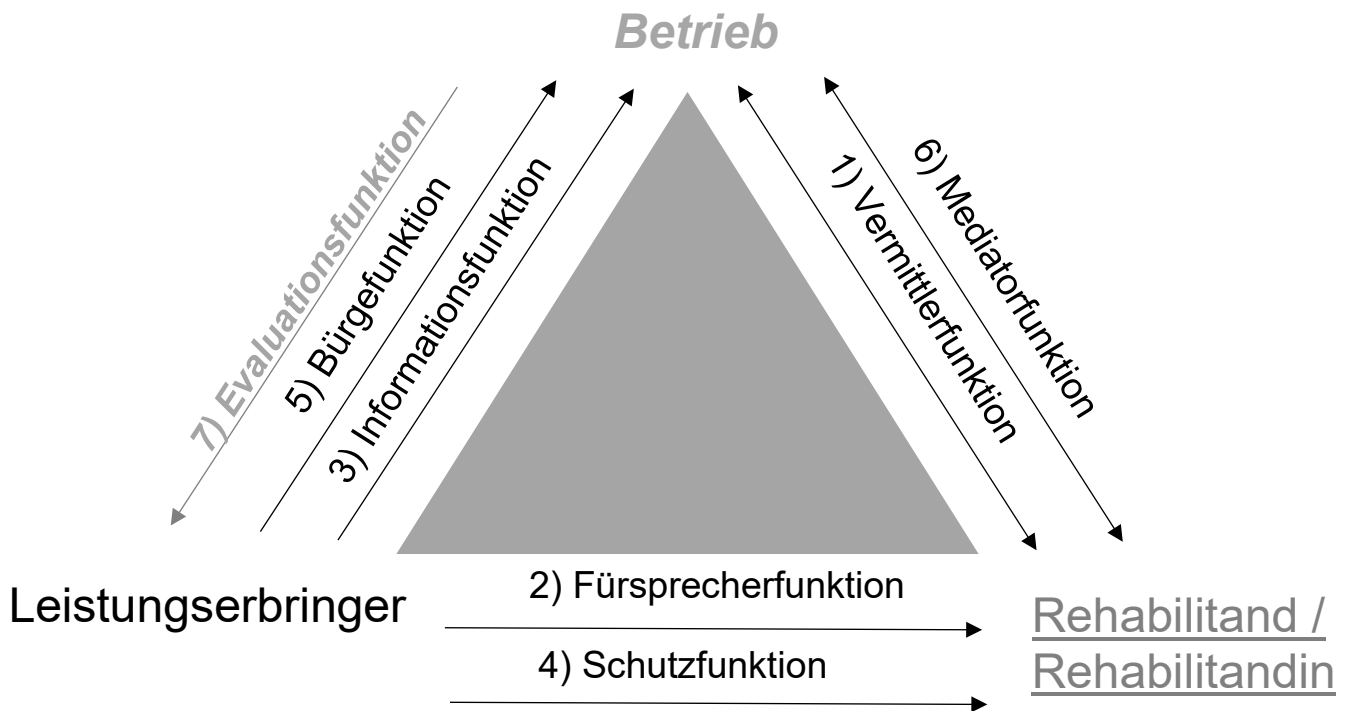 Betrieb
7) Evaluationsfunktion
5) Bürgefunktion
3) Informationsfunktion
1) Vermittlerfunktion
6) Mediatorfunktion
Leistungserbringer
2) Fürsprecherfunktion
4) Schutzfunktion
Rehabilitand /
Rehabilitandin